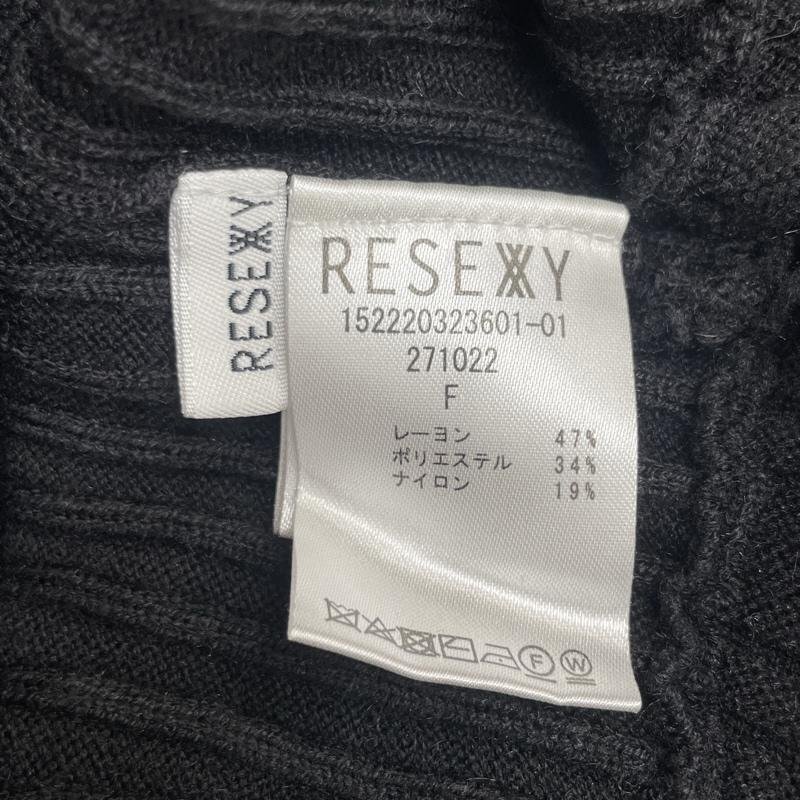 RESEXXY
RESEXXY
152220323601-01
271022
F
レーヨン 47%
ポリエステル 34%
ナイロン 19%
F W